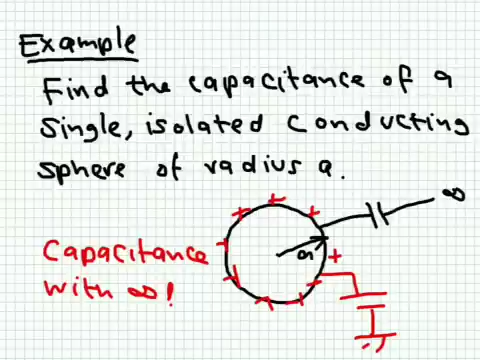 Example
Find the capacitance of a
single, isolated conducting
sphere of radius a.
∞
Capacitance
with ∞!
a